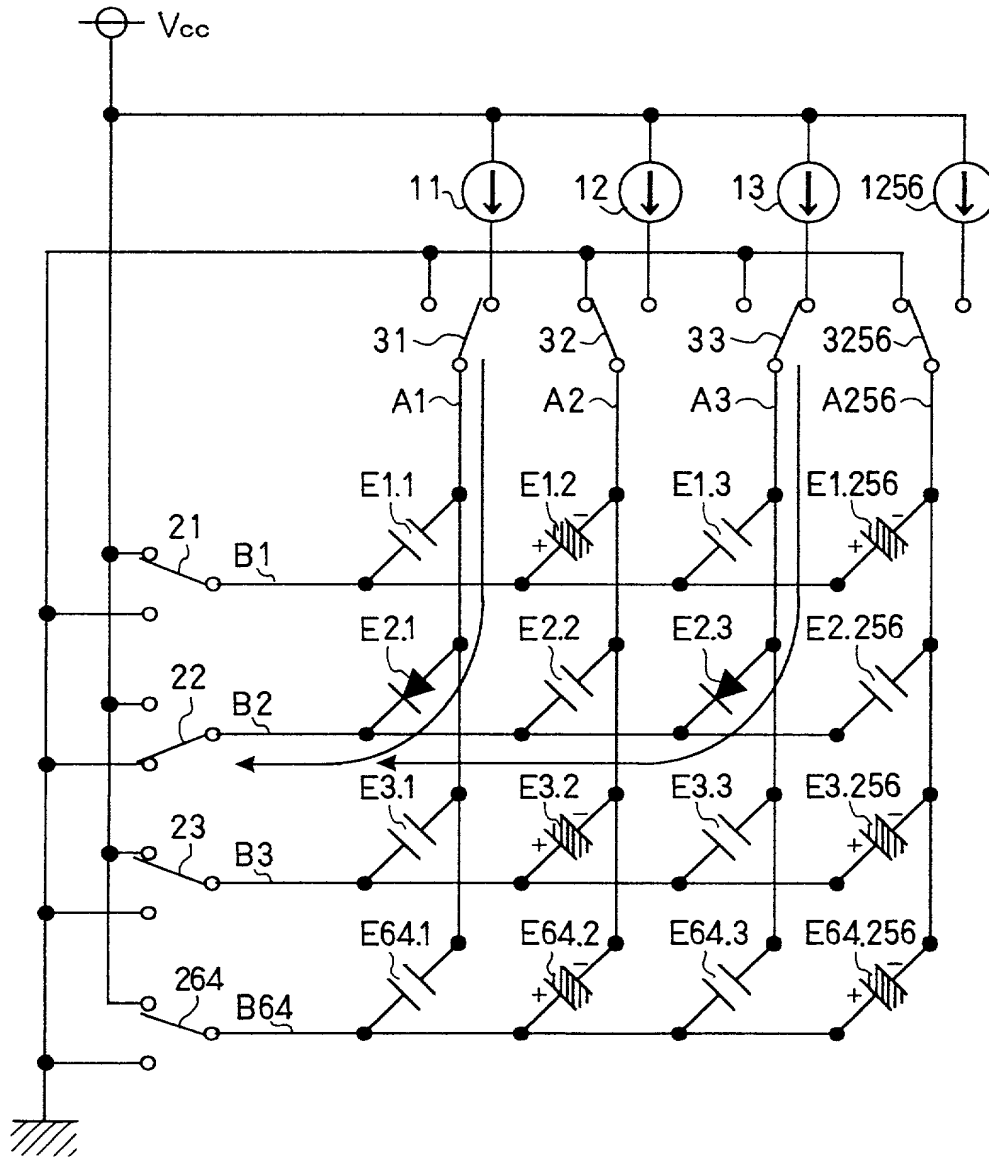 Vcc
11 12 13 1256
31 32 33 3256
A1 A2 A3 A256
E1.1 E1.2 E1.3 E1.256
− −
21 B1 + +
E2.1 E2.2 E2.3 E2.256
22 B2
E3.1 E3.2 E3.3 E3.256
− −
23 B3 + +
E64.1 E64.2 E64.3 E64.256
− −
264 B64 + +